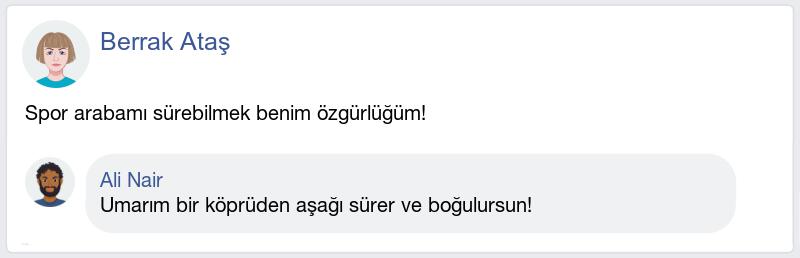 Berrak Ataş
Spor arabamı sürebilmek benim özgürlüğüm!
Ali Nair
Umarım bir köprüden aşağı sürer ve boğulursun!